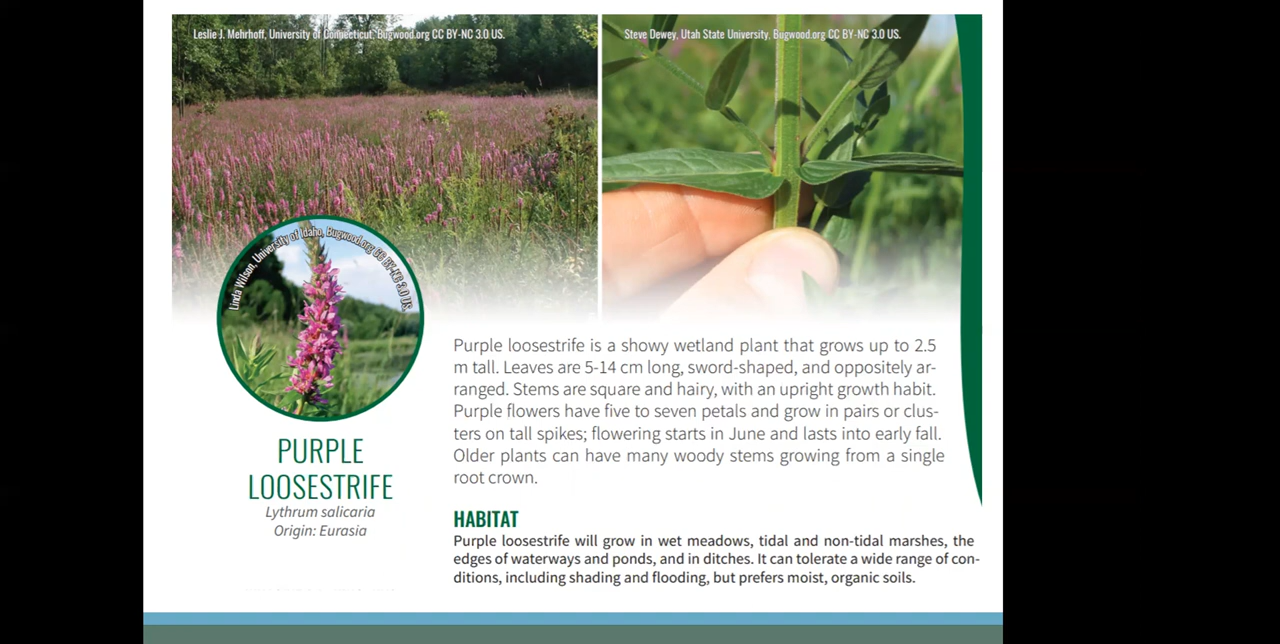 Leslie J. Mehrhoff, University of Connecticut, Bugwood.org CC BY-NC 3.0 US.
Steve Dewey, Utah State University, Bugwood.org CC BY-NC 3.0 US.
Linda Wilson, University of Idaho, Bugwood.org CC BY-NC 3.0 US.
PURPLE
LOOSESTRIFE
Lythrum salicaria
Origin: Eurasia
Purple loosestrife is a showy wetland plant that grows up to 2.5
m tall. Leaves are 5-14 cm long, sword-shaped, and oppositely ar-
ranged. Stems are square and hairy, with an upright growth habit.
Purple flowers have five to seven petals and grow in pairs or clus-
ters on tall spikes; flowering starts in June and lasts into early fall.
Older plants can have many woody stems growing from a single
root crown.
HABITAT
Purple loosestrife will grow in wet meadows, tidal and non-tidal marshes, the
edges of waterways and ponds, and in ditches. It can tolerate a wide range of con-
ditions, including shading and flooding, but prefers moist, organic soils.